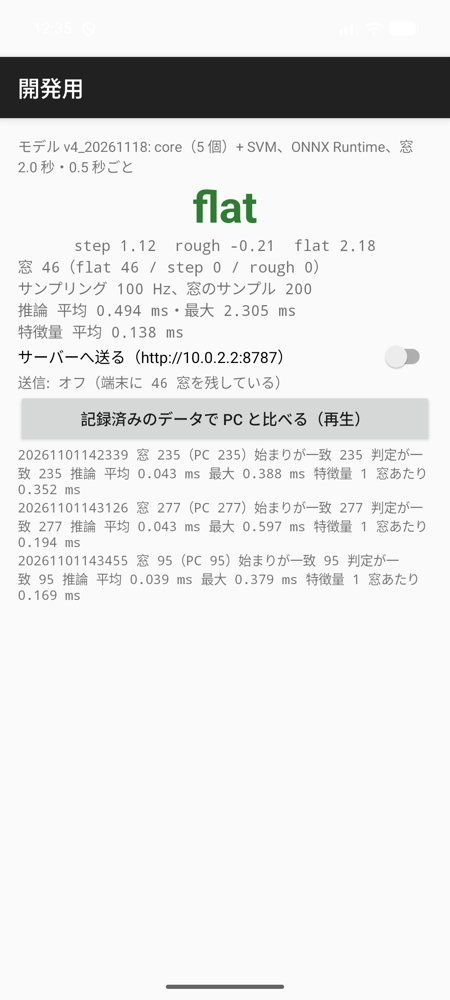 12:35
開発用
モデル v4_20261118: core（5 個）+ SVM、ONNX Runtime、窓
2.0 秒・0.5 秒ごと
flat
step 1.12  rough -0.21  flat 2.18
窓 46（flat 46 / step 0 / rough 0）
サンプリング 100 Hz、窓のサンプル 200
推論 平均 0.494 ms・最大 2.305 ms
特徴量 平均 0.138 ms
サーバーへ送る（http://10.0.2.2:8787）
送信: オフ（端末に 46 窓を残している）
記録済みのデータで PC と比べる（再生）
20261101142339 窓 235（PC 235）始まりが一致 235 判定が一
致 235 推論 平均 0.043 ms 最大 0.388 ms 特徴量 1 窓あたり
0.352 ms
20261101143126 窓 277（PC 277）始まりが一致 277 判定が一
致 277 推論 平均 0.043 ms 最大 0.597 ms 特徴量 1 窓あたり
0.194 ms
20261101143455 窓 95（PC 95）始まりが一致 95 判定が一
致 95 推論 平均 0.039 ms 最大 0.379 ms 特徴量 1 窓あたり
0.169 ms